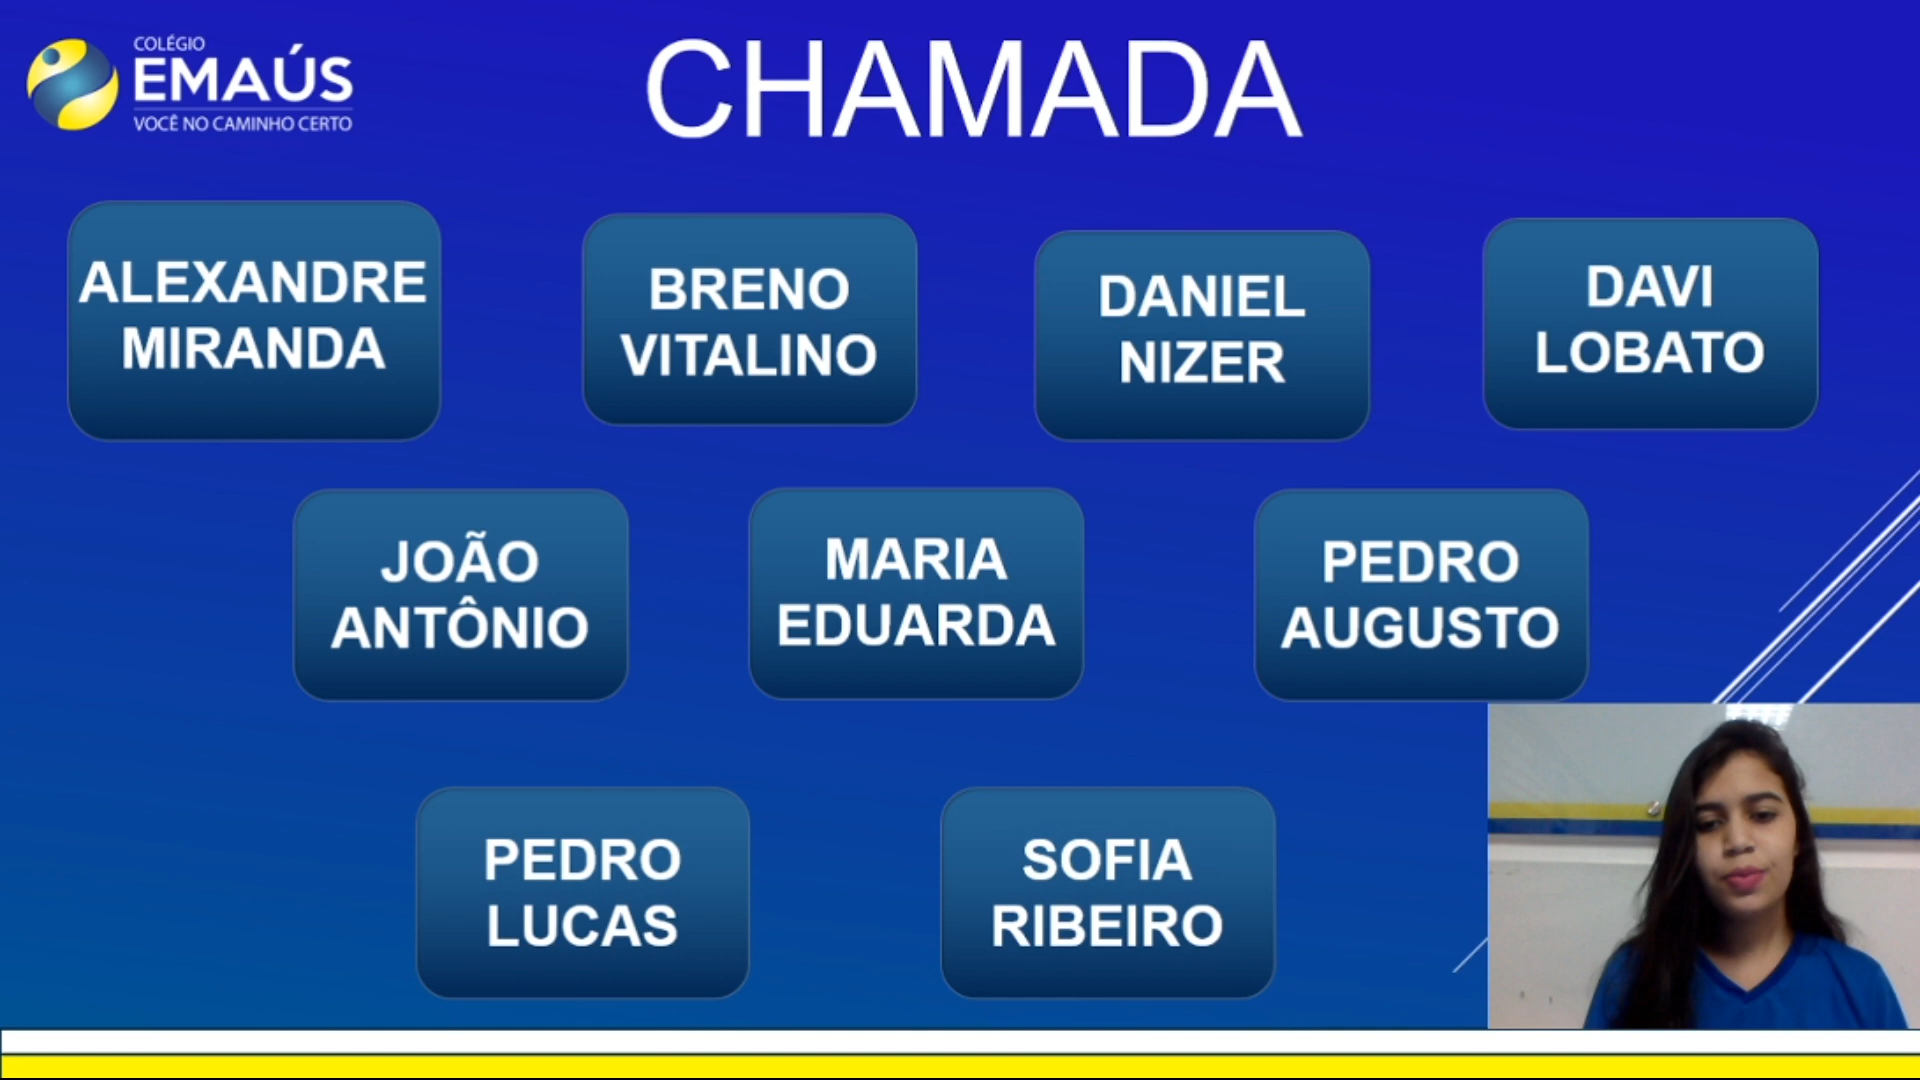 COLÉGIO
EMAÚS
VOCÊ NO CAMINHO CERTO
CHAMADA
ALEXANDRE
MIRANDA
BRENO
VITALINO
DANIEL
NIZER
DAVI
LOBATO
JOÃO
ANTÔNIO
MARIA
EDUARDA
PEDRO
AUGUSTO
PEDRO
LUCAS
SOFIA
RIBEIRO